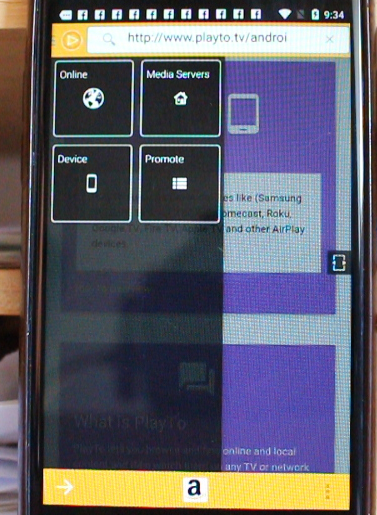 9:34
http://www.playto.tv/androi
Online
Media Servers
Device
Promote
es like (Samsung
omecast, Roku,
Google Tv, Fire TV, Apple Tv and other AirPlay
devices)
What is PlayTo
online and local
any TV or network
a